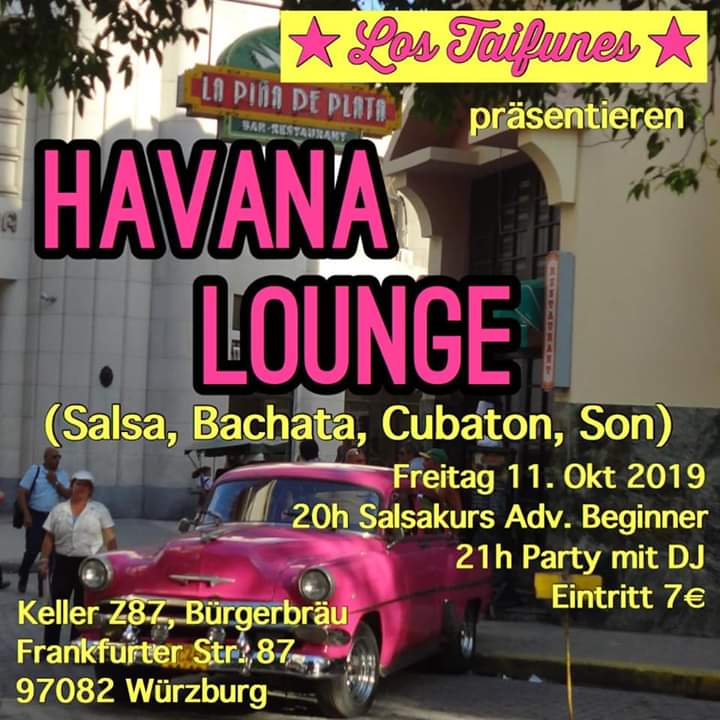 ★ Los Taifunes ★
präsentieren
LA PIÑA DE PLATA
BAR-RESTAURANT
HAVANA
LOUNGE
RESTAURANT
(Salsa, Bachata, Cubaton, Son)
Freitag 11. Okt 2019
20h Salsakurs Adv. Beginner
21h Party mit DJ
Eintritt 7€
Keller Z87, Bürgerbräu
Frankfurter Str. 87
97082 Würzburg